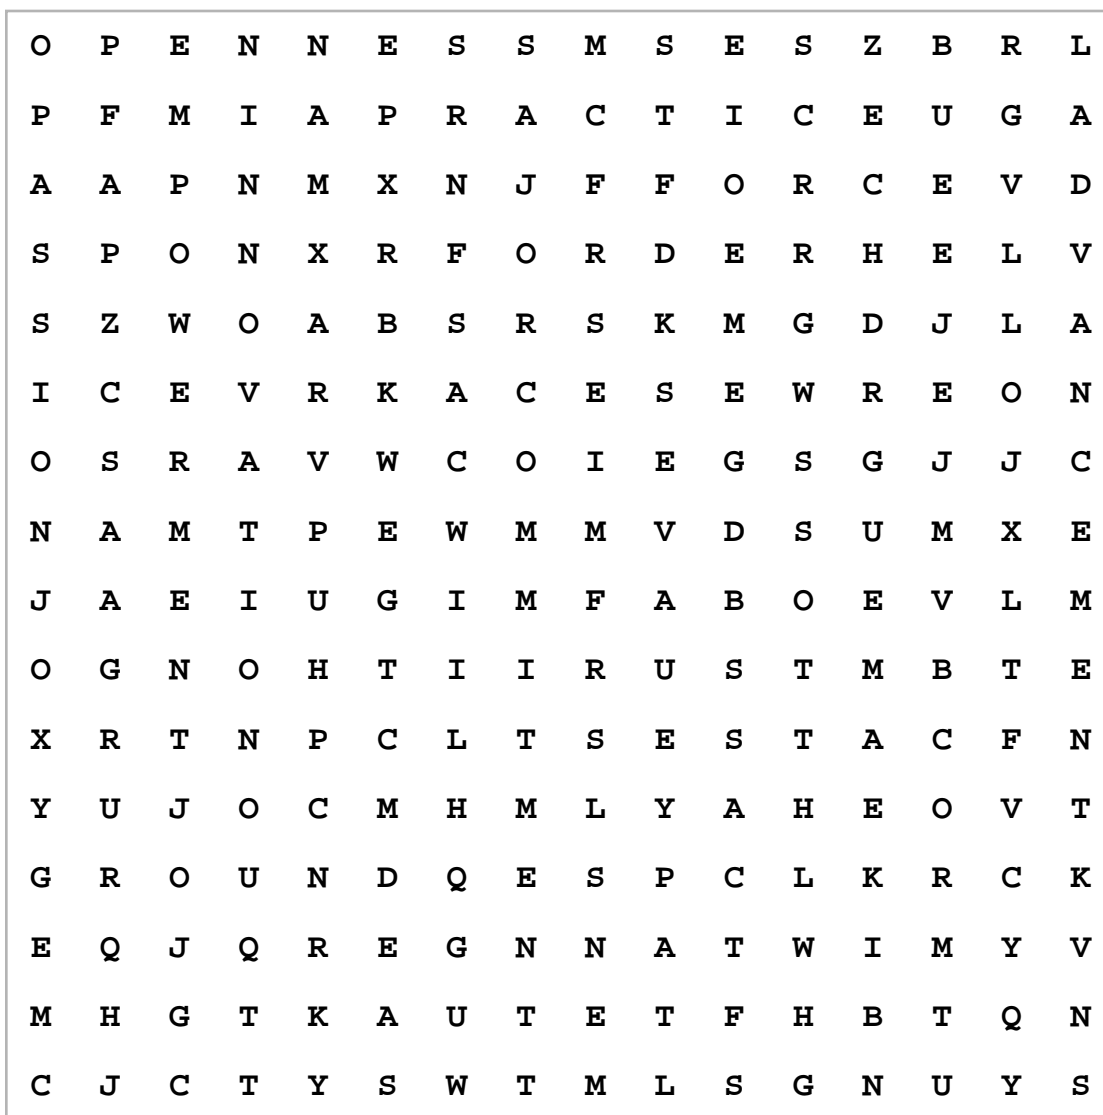 O P E N N E S S M S E S Z B R L
P F M I A P R A C T I C E U G A
A A P N M X N J F F O R C E V D
S P O N X R F O R D E R H E L V
S Z W O A B S R S K M G D J L A
I C E V R K A C E S E W R E O N
O S R A V W C O I E G S G J J C
N A M T P E W M M V D S U M X E
J A E I U G I M F A B O E V L M
O G N O H T I I R U S T M B T E
X R T N P C L T S E S T A C F N
Y U J O C M H M L Y A H E O V T
G R O U N D Q E S P C L K R C K
E Q J Q R E G N N A T W I M Y V
M H G T K A U T E T F H B T Q N
C J C T Y S W T M L S G N U Y S